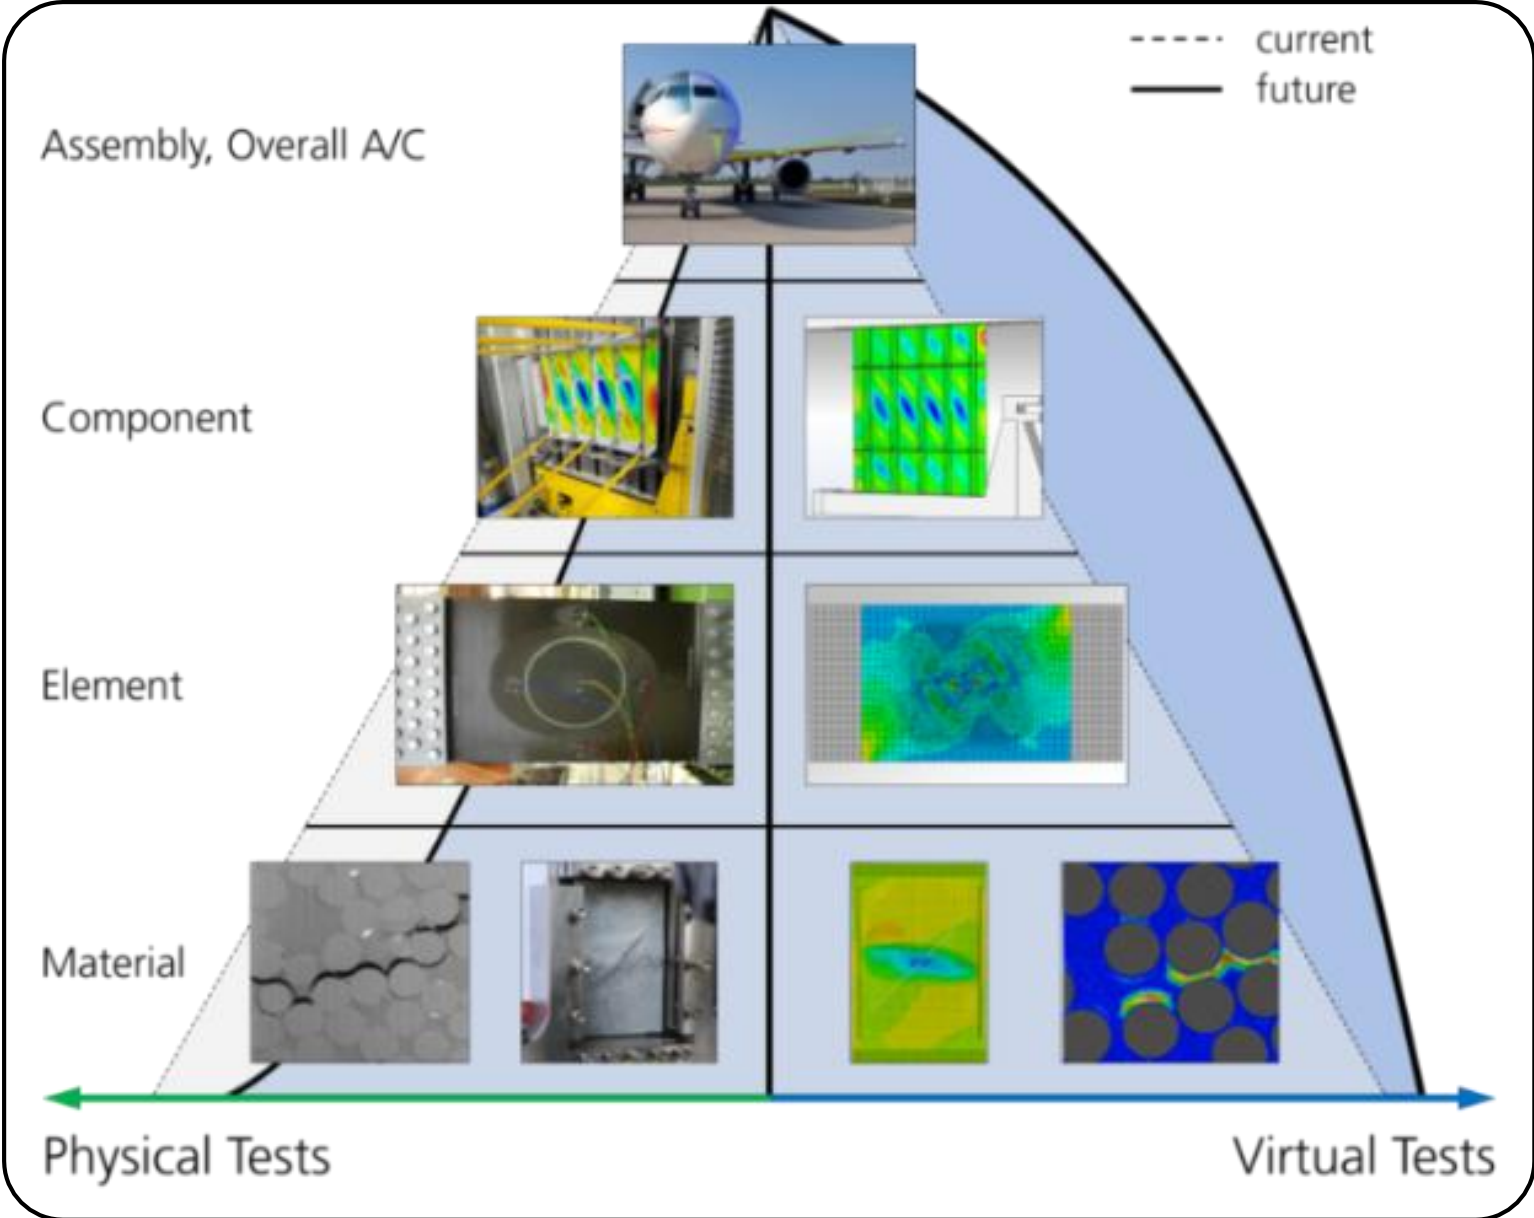 current
future
Assembly, Overall A/C
Component
Element
Material
Physical Tests
Virtual Tests